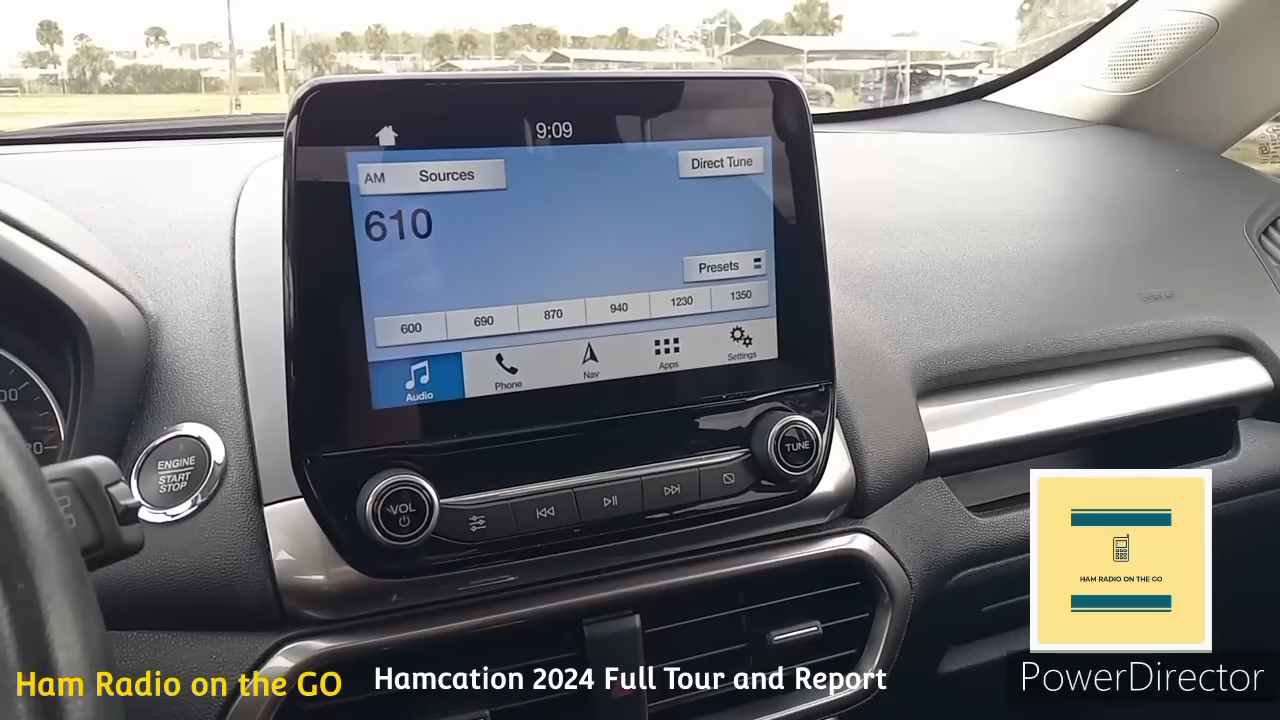 9:09
AM Sources
Direct Tune
610
Presets
600 690 870 940 1230 1350
Audio Phone Nav Apps Settings
ENGINE
START
STOP
VOL
TUNE
HAM RADIO ON THE GO
Ham Radio on the GO
Hamcation 2024 Full Tour and Report
PowerDirector